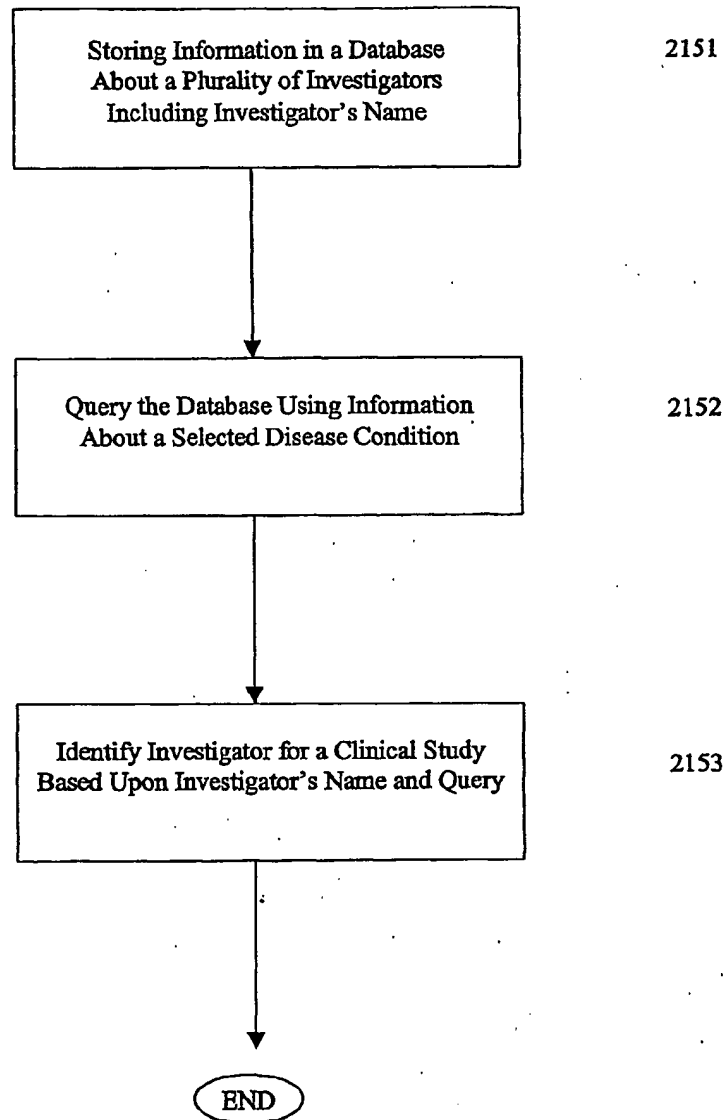 Storing Information in a Database
About a Plurality of Investigators
Including Investigator's Name
2151
Query the Database Using Information
About a Selected Disease Condition
2152
Identify Investigator for a Clinical Study
Based Upon Investigator's Name and Query
2153
END